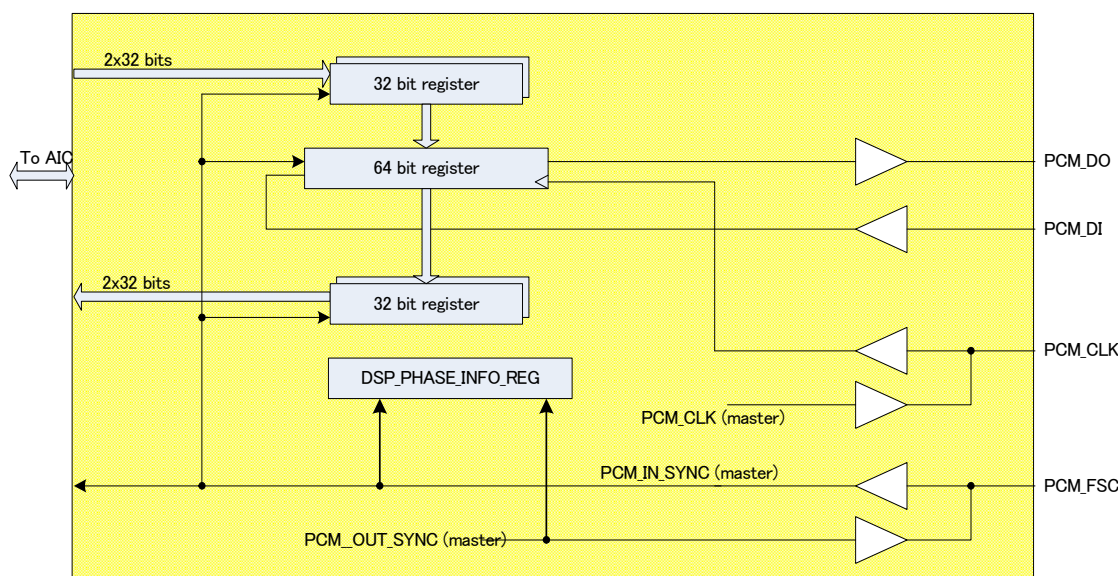 2x32 bits
32 bit register
To AIC
64 bit register
PCM_DO
PCM_DI
2x32 bits
32 bit register
PCM_CLK
DSP_PHASE_INFO_REG
PCM_CLK (master)
PCM_IN_SYNC (master)
PCM_FSC
PCM__OUT_SYNC (master)